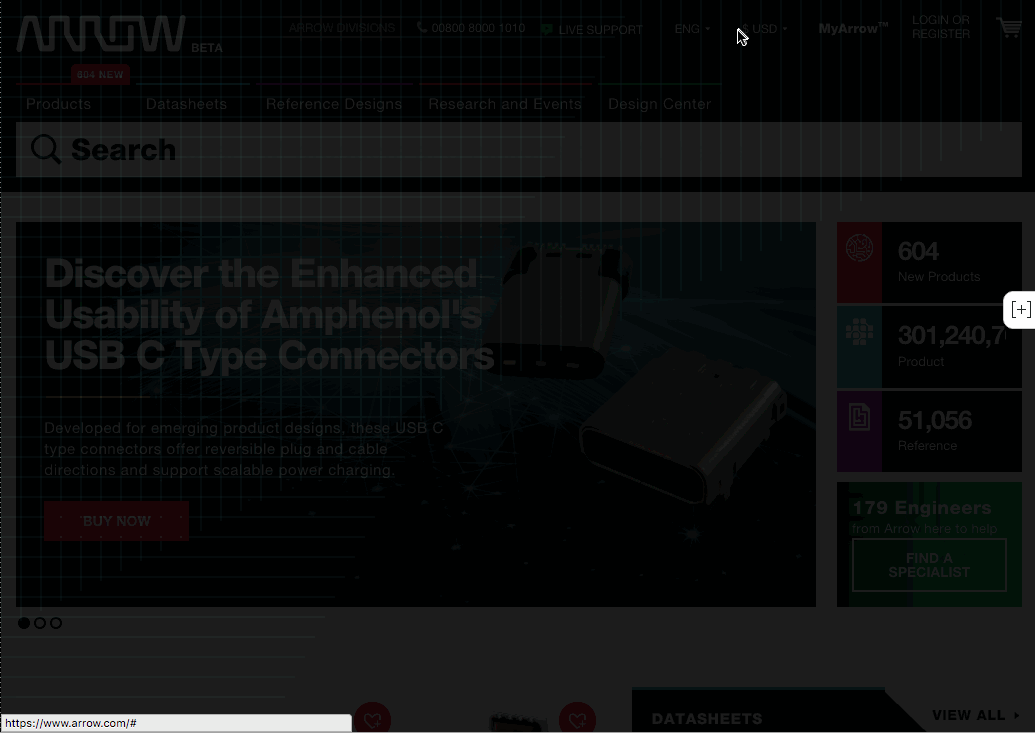 ARROW
BETA
ARROW DIVISIONS
00800 8000 1010
LIVE SUPPORT
ENG
$ USD
MyArrow™
LOGIN OR
REGISTER
604 NEW
Products
Datasheets
Reference Designs
Research and Events
Design Center
Search
Discover the Enhanced
Usability of Amphenol's
USB C Type Connectors
Developed for emerging product designs, these USB C
type connectors offer reversible plug and cable
directions and support scalable power charging.
BUY NOW
604
New Products
301,240,7
Product
51,056
Reference
[+]
179 Engineers
from Arrow here to help
FIND A
SPECIALIST
DATASHEETS
VIEW ALL
https://www.arrow.com/#